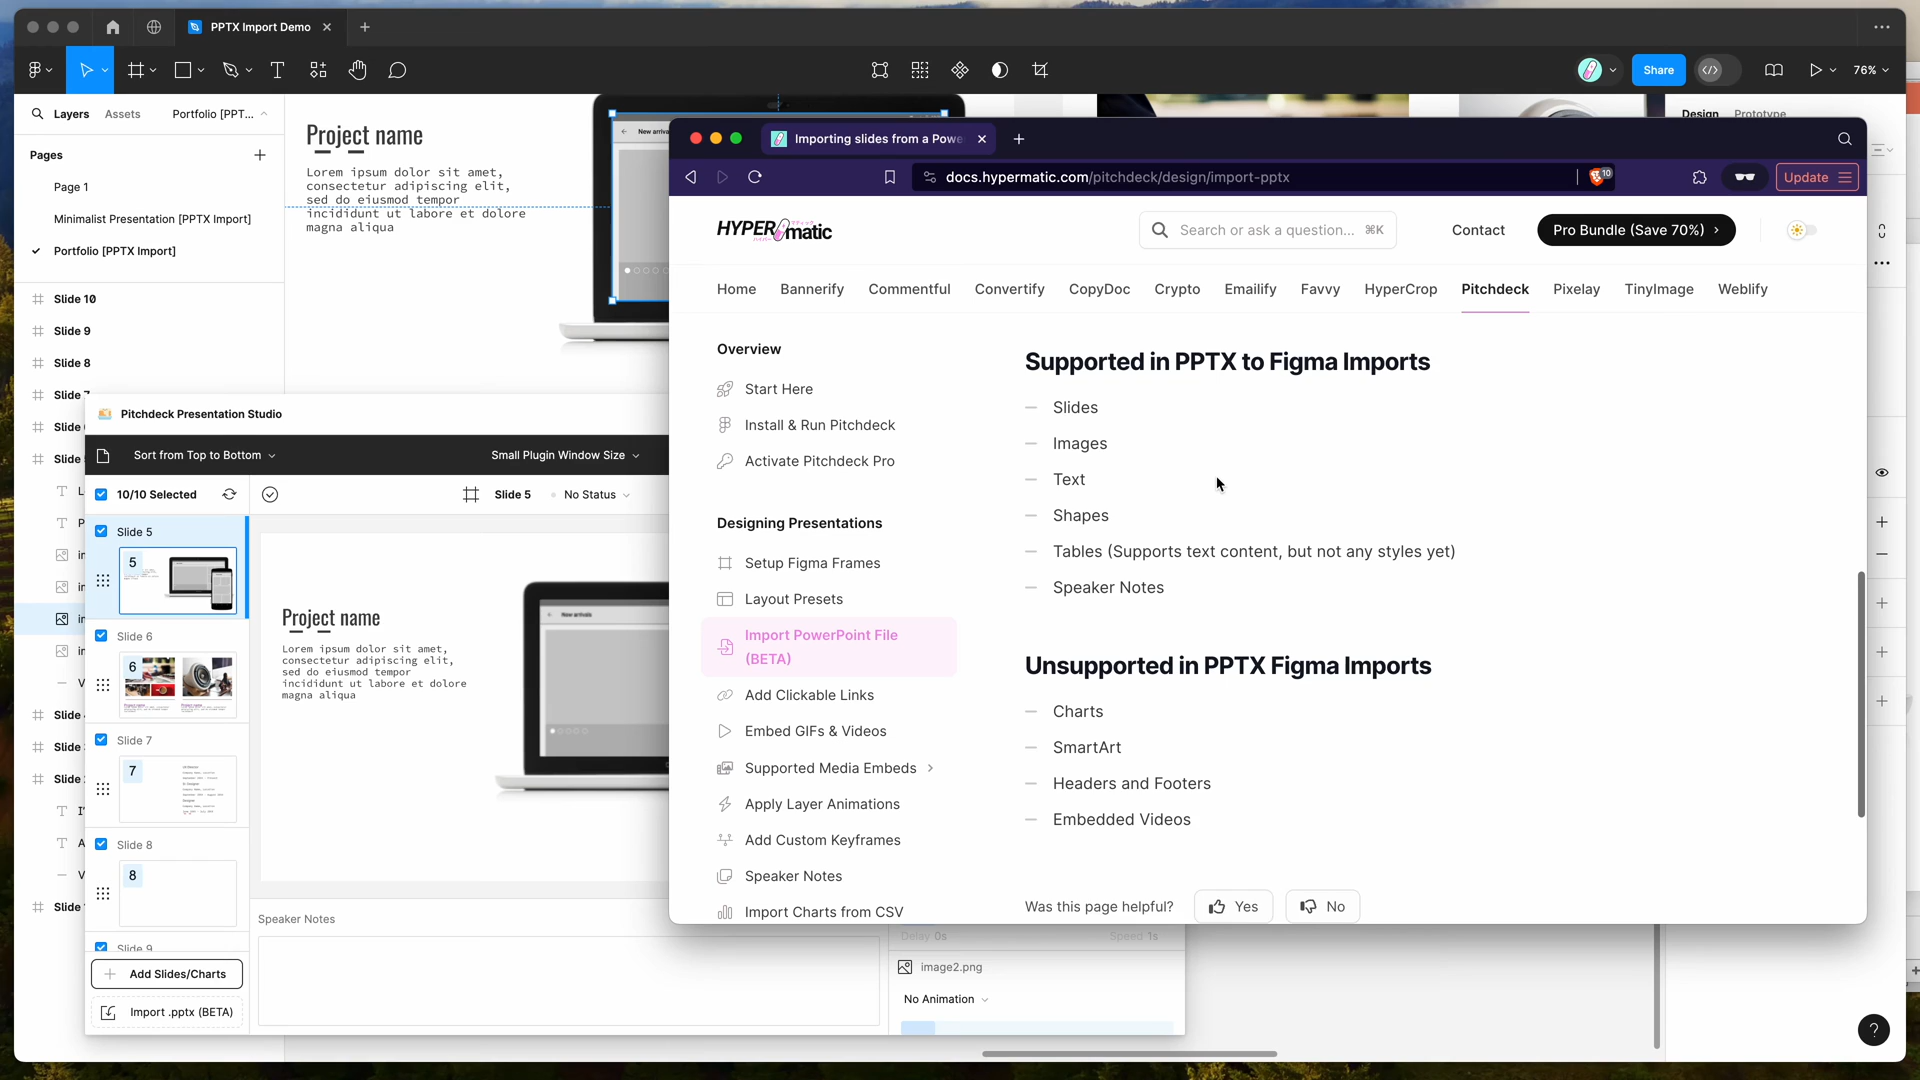 PPTX Import Demo
Share
76%
Layers
Assets
Portfolio [PPT...
Pages
Page 1
Minimalist Presentation [PPTX Import]
Portfolio [PPTX Import]
Slide 10
Slide 9
Slide 8
Slide
Slide
Slide
Slide
Slide
Slide
Slide
Project name
Lorem ipsum dolor sit amet,
consectetur adipiscing elit,
sed do eiusmod tempor
incididunt ut labore et dolore
magna aliqua
Design
Prototype
Pitchdeck Presentation Studio
Sort from Top to Bottom
Small Plugin Window Size
10/10 Selected
Slide 5
No Status
Slide 5
5
Slide 6
6
Slide 7
7
Slide 8
8
Slide 9
Add Slides/Charts
Import .pptx (BETA)
Project name
Lorem ipsum dolor sit amet,
consectetur adipiscing elit,
sed do eiusmod tempor
incididunt ut labore et dolore
magna aliqua
New arrivals
Speaker Notes
Delay 0s
Speed 1s
image2.png
No Animation
Importing slides from a Powe
docs.hypermatic.com/pitchdeck/design/import-pptx
10
Update
HYPERmatic
Search or ask a question...
⌘K
Contact
Pro Bundle (Save 70%)
Home
Bannerify
Commentful
Convertify
CopyDoc
Crypto
Emailify
Favvy
HyperCrop
Pitchdeck
Pixelay
TinyImage
Weblify
Overview
Start Here
Install & Run Pitchdeck
Activate Pitchdeck Pro
Designing Presentations
Setup Figma Frames
Layout Presets
Import PowerPoint File
(BETA)
Add Clickable Links
Embed GIFs & Videos
Supported Media Embeds
Apply Layer Animations
Add Custom Keyframes
Speaker Notes
Import Charts from CSV
Supported in PPTX to Figma Imports
Slides
Images
Text
Shapes
Tables (Supports text content, but not any styles yet)
Speaker Notes
Unsupported in PPTX Figma Imports
Charts
SmartArt
Headers and Footers
Embedded Videos
Was this page helpful?
Yes
No
?